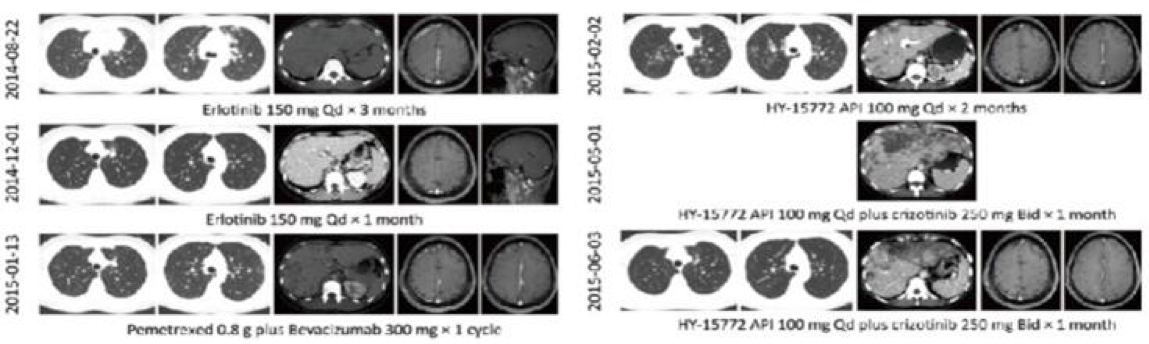 2014-08-22
Erlotinib 150 mg Qd × 3 months
2014-12-01
Erlotinib 150 mg Qd × 1 month
2015-01-13
Pemetrexed 0.8 g plus Bevacizumab 300 mg × 1 cycle
2015-02-02
HY-15772 API 100 mg Qd × 2 months
2015-05-01
HY-15772 API 100 mg Qd plus crizotinib 250 mg Bid × 1 month
2015-06-03
HY-15772 API 100 mg Qd plus crizotinib 250 mg Bid × 1 month